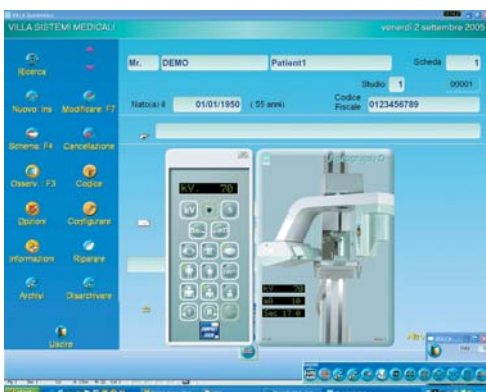 VILLA SISTEMI MEDICALI
venerdì 2 settembre 2005
Ricerca
Mr. DEMO Patient1 Scheda 1
Studio 1 00001
Nuovo: Ins Modificare: F7
Nato(a) il 01/01/1950 ( 55 anni) Codice Fiscale 0123456789
Schema: F4 Cancellazione
Osserv.: F3 Codice
KV. 70
kV s
Opzioni Configurare
Informazioni Riparare
KV 70
mA 10
Sec 17.0
Archivi Disarchivare
Uscire